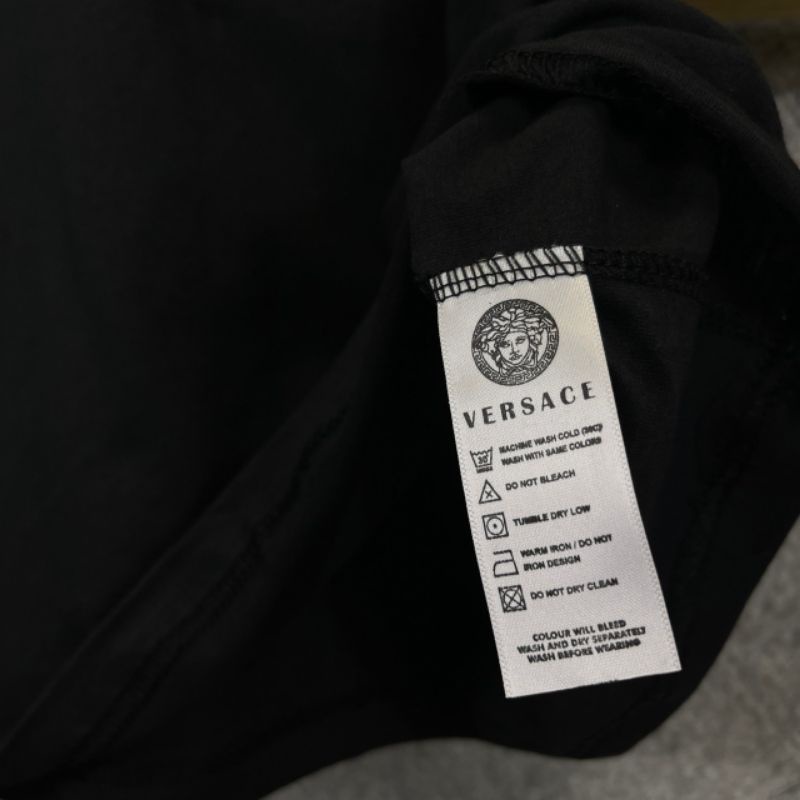 VERSACE
30
MACHINE WASH COLD (30C)
WASH WITH SAME COLORS
DO NOT BLEACH
TUMBLE DRY LOW
WARM IRON / DO NOT
IRON DESIGN
DO NOT DRY CLEAN
COLOUR WILL BLEED
WASH AND DRY SEPARATELY
WASH BEFORE WEARING